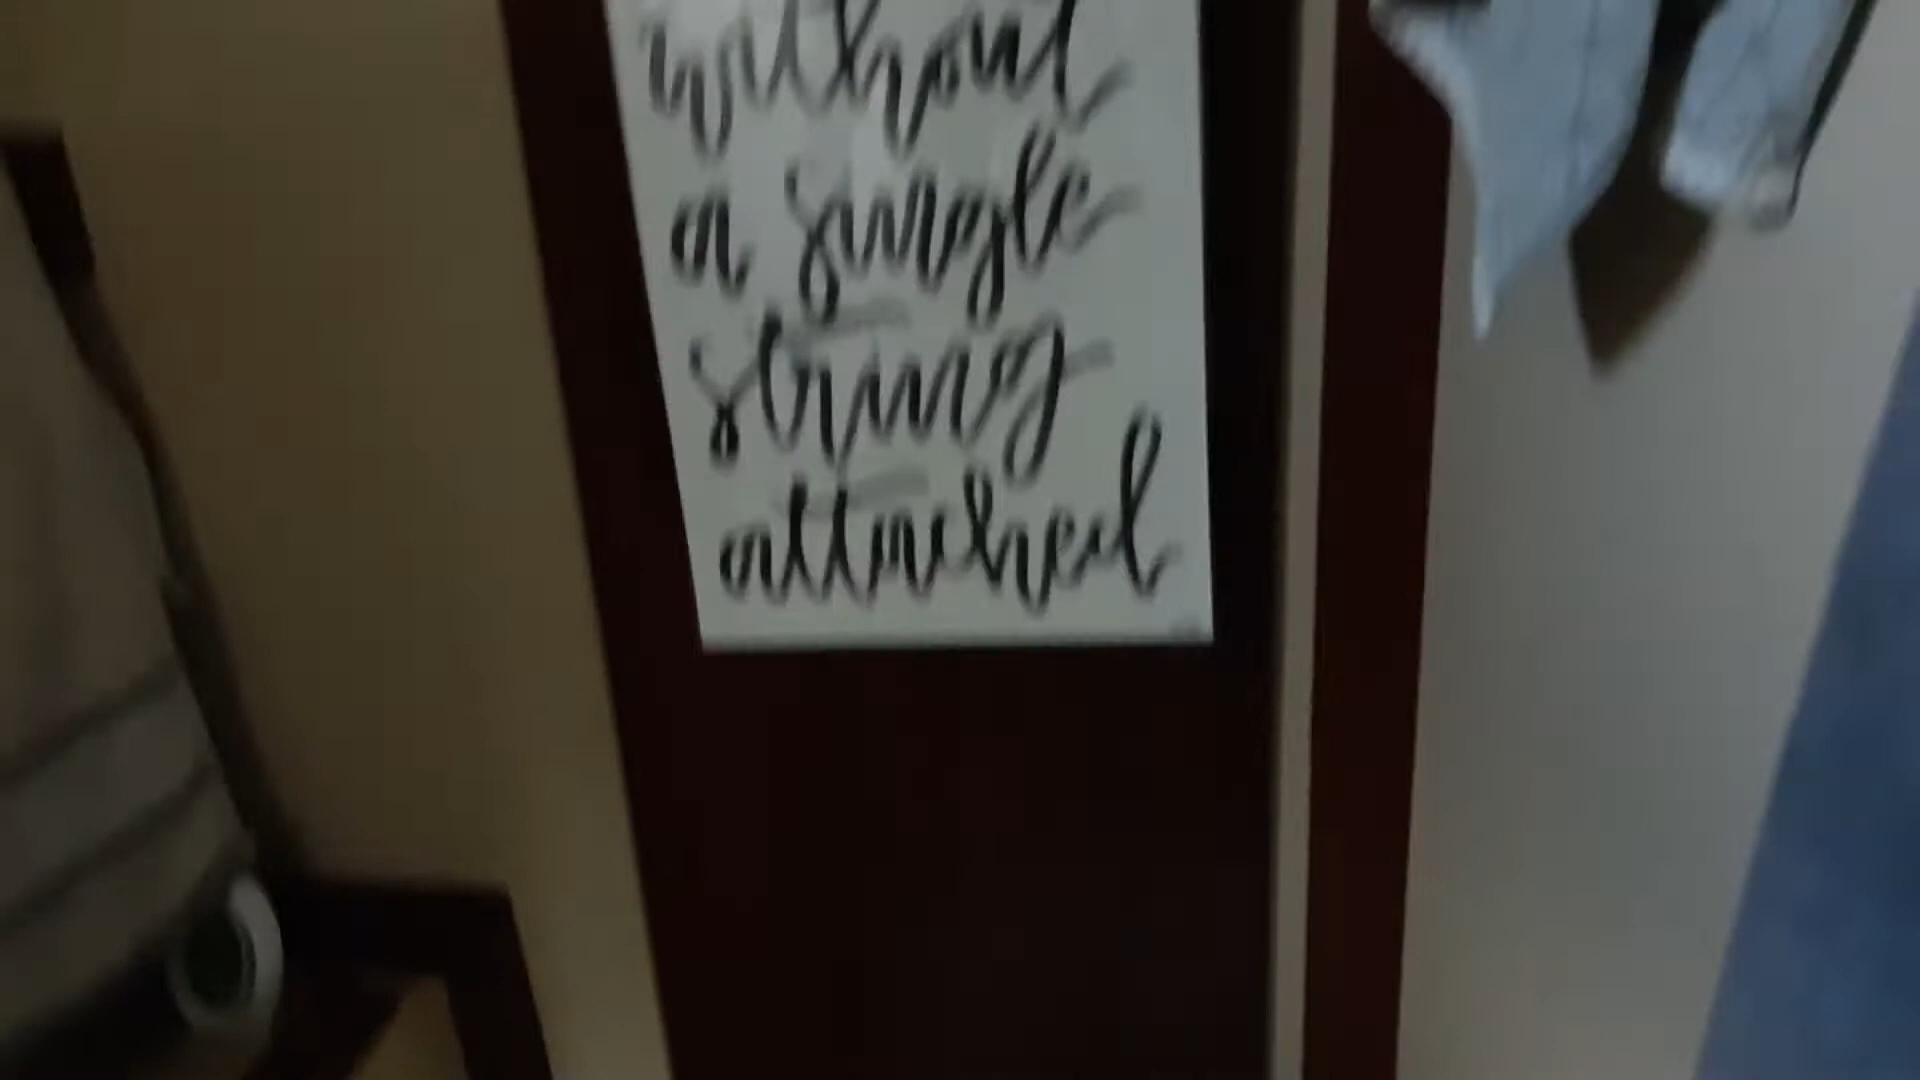 without
a single
string
attached